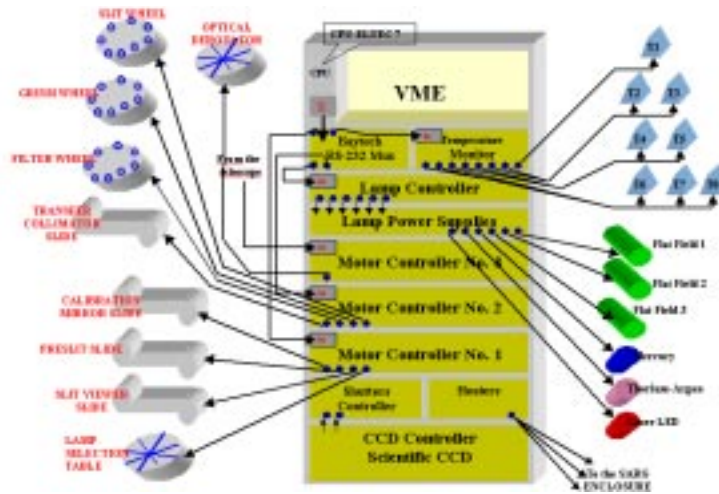 SLIT WHEEL
OPTICAL
CPU
VME
GRISM WHEEL
FILTER WHEEL
From the
telescope
Baytech
RS-232 Mux
Temperature
Monitor
T1
T2
T3
T4
T5
T6
T7
T8
Lamp Controller
Lamp Power Supplies
TRANSFER
COLLIMATOR
SLIDE
Motor Controller No. 4
Motor Controller No. 2
Motor Controller No. 1
Flat Field 1
Flat Field 2
Flat Field 3
Mercury
Thorium-Argon
LED
CALIBRATION
MIRROR SLIDE
PRESLIT SLIDE
SLIT VIEWER
SLIDE
LAMP
SELECTION
TABLE
Shutters
Controller
Heaters
CCD Controller
Scientific CCD
To the SARG
ENCLOSURE